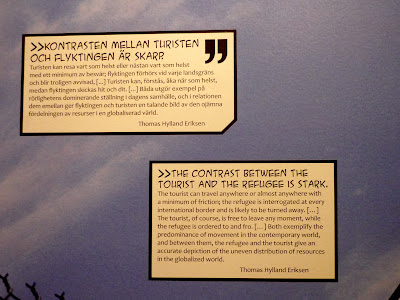 >>KONTRASTEN MELLAN TURISTEN
OCH FLYKTINGEN ÄR SKARP.
Turisten kan resa vart som helst eller nästan vart som helst
med ett minimum av besvär; flyktingen förhörs vid varje landsgräns
och blir troligen avvisad. [...] Turisten kan, förstås, åka när som helst,
medan flyktingen skickas hit och dit. [...] Båda utgör exempel på
rörlighetens dominerande ställning i dagens samhälle, och i relationen
dem emellan ger flyktingen och turisten en talande bild av den ojämna
fördelningen av resurser i en globaliserad värld.
Thomas Hylland Eriksen
>>THE CONTRAST BETWEEN THE
TOURIST AND THE REFUGEE IS STARK.
The tourist can travel anywhere or almost anywhere with
a minimum of friction; the refugee is interrogated at every
international border and is likely to be turned away. [...]
The tourist, of course, is free to leave any moment, while
the refugee is ordered to and fro. [...] Both exemplify the
predominance of movement in the contemporary world,
and between them, the refugee and the tourist give an
accurate depiction of the uneven distribution of resources
in the globalized world.
Thomas Hylland Eriksen